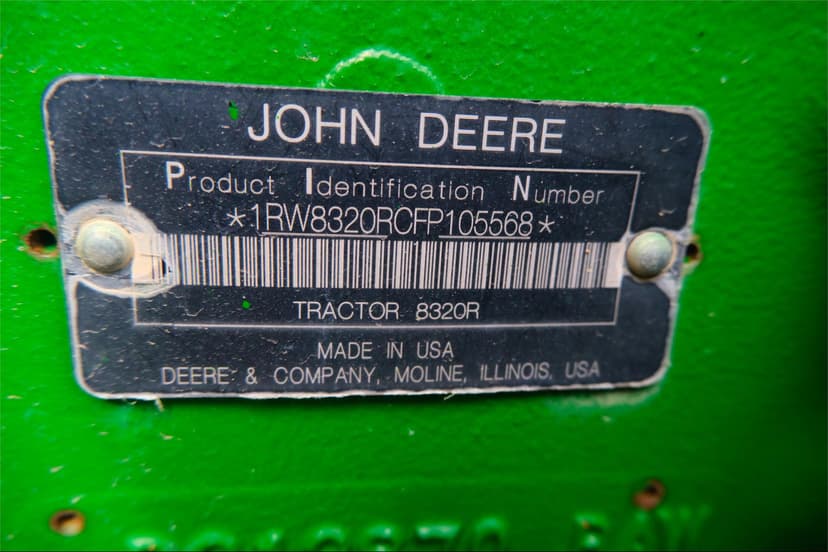 JOHN DEERE
Product Identification Number
*1RW8320RCFP105568*
TRACTOR 8320R
MADE IN USA
DEERE & COMPANY, MOLINE, ILLINOIS, USA